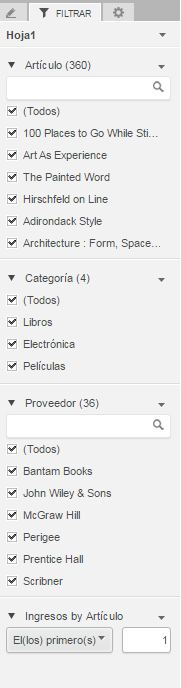 FILTRAR
Hoja1
Artículo (360)
(Todos)
100 Places to Go While Sti...
Art As Experience
The Painted Word
Hirschfeld on Line
Adirondack Style
Architecture : Form, Space...
Categoría (4)
(Todos)
Libros
Electrónica
Películas
Proveedor (36)
(Todos)
Bantam Books
John Wiley & Sons
McGraw Hill
Perigee
Prentice Hall
Scribner
Ingresos by Artículo
El(los) primero(s) 1